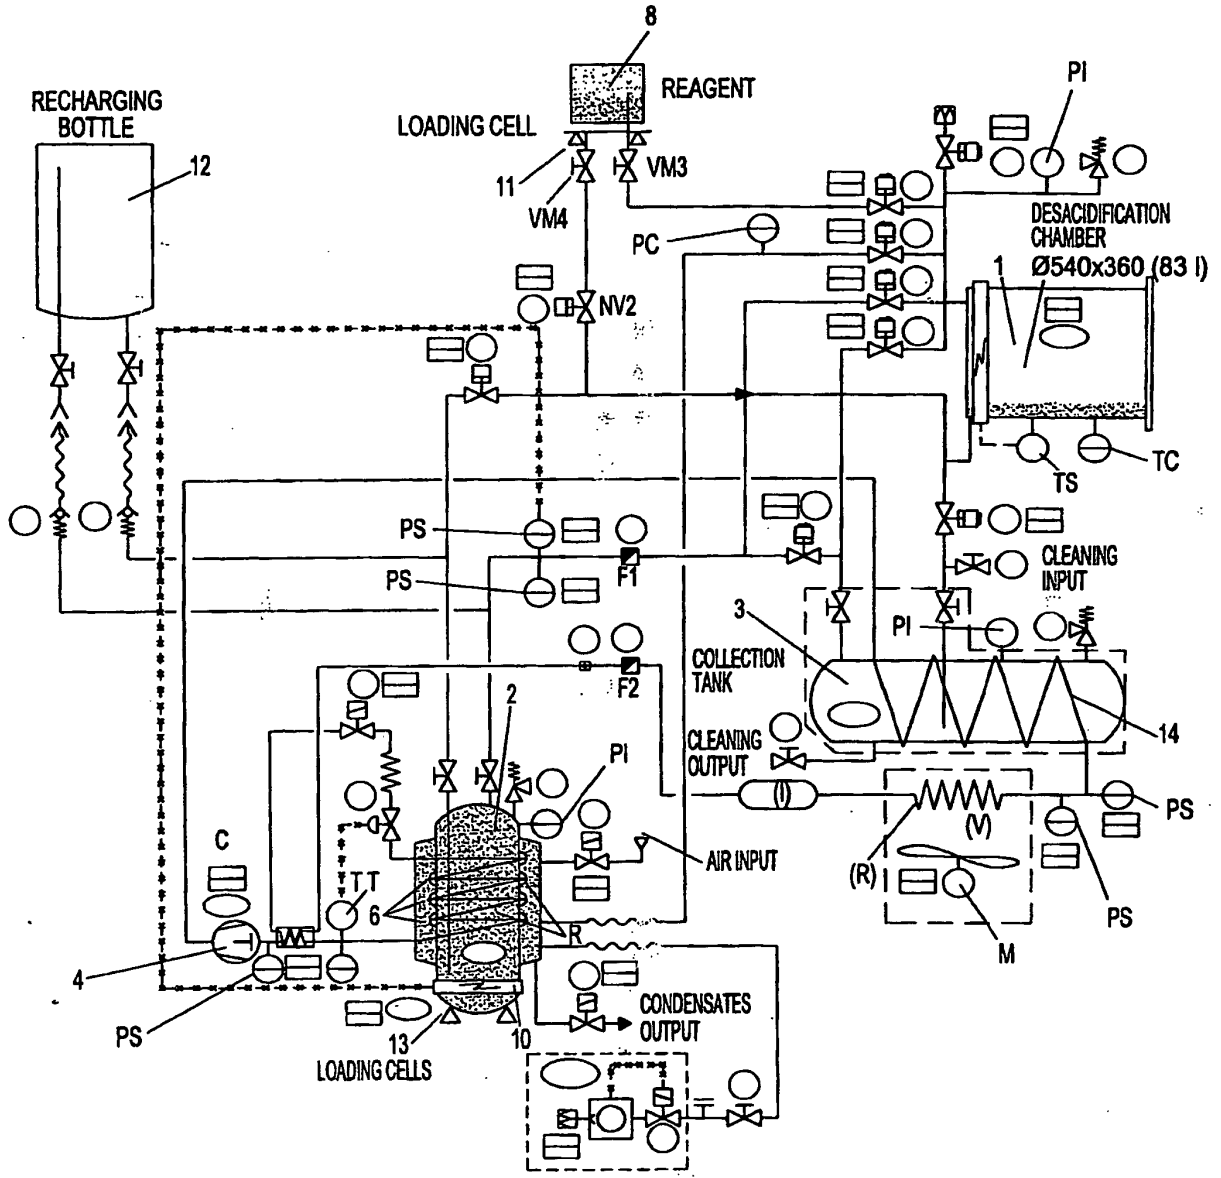 8
PI
RECHARGING
BOTTLE
REAGENT
LOADING CELL
12
11
VM3
VM4
DESACIDIFICATION
CHAMBER
PC
1
Ø540x360 (83 l)
NV2
TS
TC
PS
F1
CLEANING
INPUT
PS
3
PI
COLLECTION
TANK
F2
2
14
CLEANING
OUTPUT
PI
PS
(V)
C
AIR INPUT
(R)
TT
6
R
PS
M
4
CONDENSATES
OUTPUT
PS
13
10
LOADING CELLS